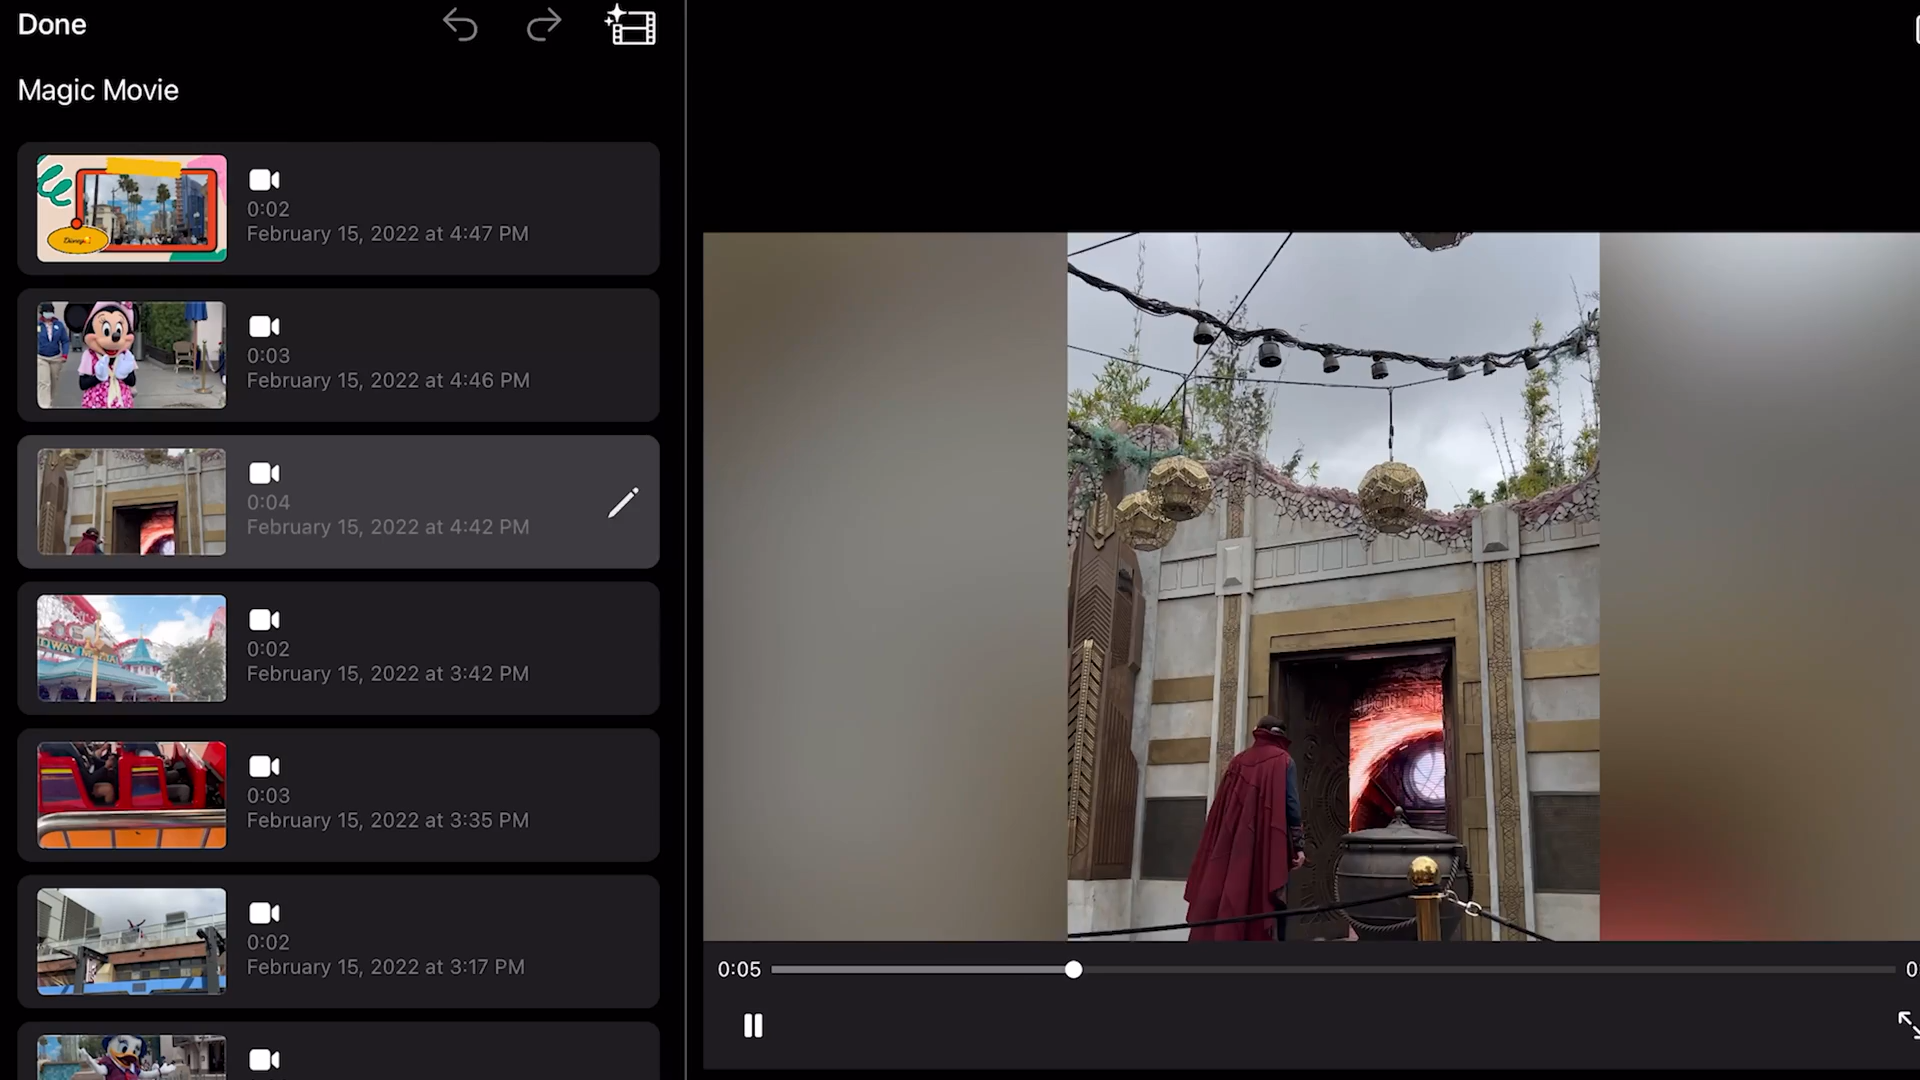 Done
Magic Movie
0:02
February 15, 2022 at 4:47 PM
0:03
February 15, 2022 at 4:46 PM
0:04
February 15, 2022 at 4:42 PM
0:02
February 15, 2022 at 3:42 PM
0:03
February 15, 2022 at 3:35 PM
0:02
February 15, 2022 at 3:17 PM
0:05